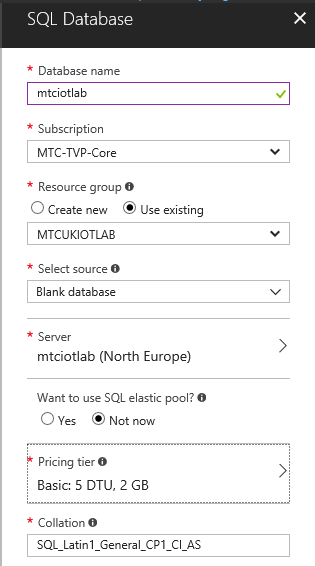 SQL Database
* Database name
mtciotlab
* Subscription
MTC-TVP-Core
* Resource group
Create new Use existing
MTCUKIOTLAB
* Select source
Blank database
* Server
mtciotlab (North Europe)
Want to use SQL elastic pool?
Yes Not now
* Pricing tier
Basic: 5 DTU, 2 GB
* Collation
SQL_Latin1_General_CP1_CI_AS